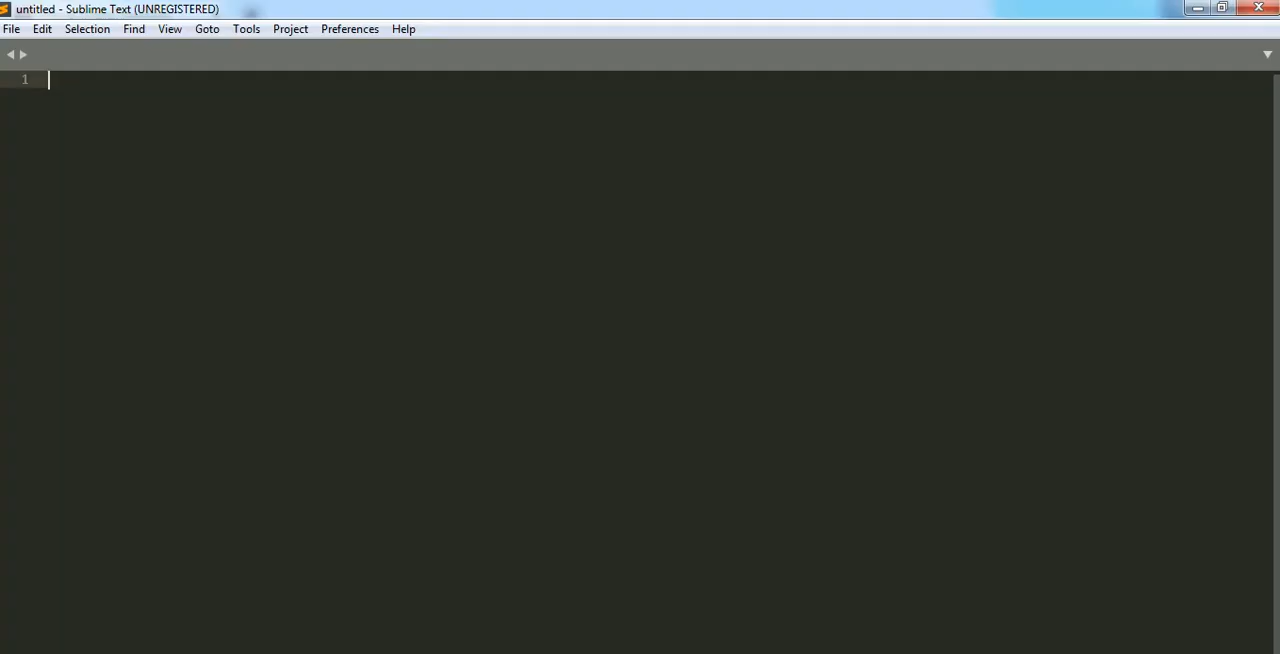 untitled - Sublime Text (UNREGISTERED)
File Edit Selection Find View Goto Tools Project Preferences Help
1